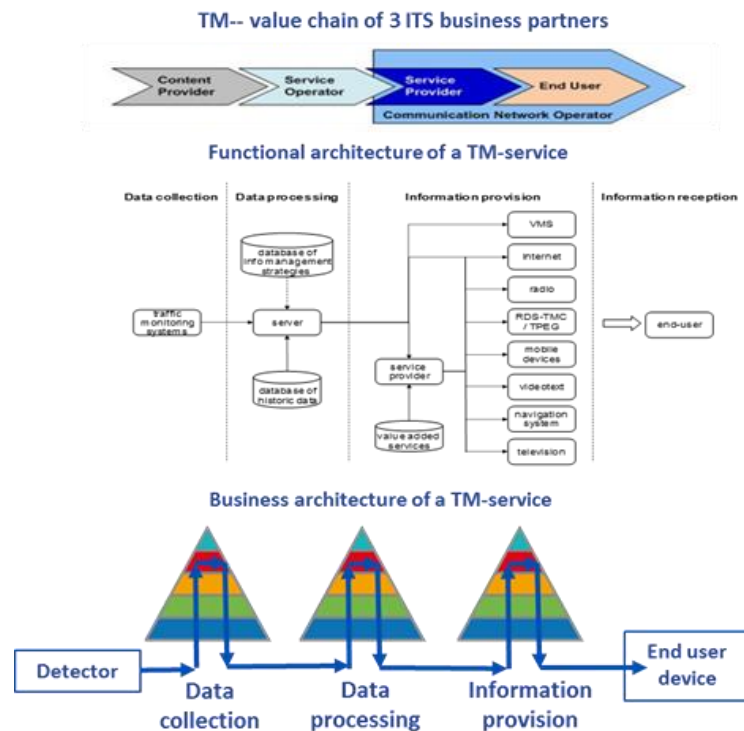 TM-- value chain of 3 ITS business partners
Content
Provider
Service
Operator
Service
Provider
End User
Communication Network Operator
Functional architecture of a TM-service
Data collection
Data processing
Information provision
Information reception
database of
info management
strategies
traffic
monitoring
systems
server
database of
historic data
service
provider
value added
services
VMS
internet
radio
RDS-TMC
/ TPEG
mobile
devices
videotext
navigation
system
television
end-user
Business architecture of a TM-service
Detector
Data
collection
Data
processing
Information
provision
End user
device